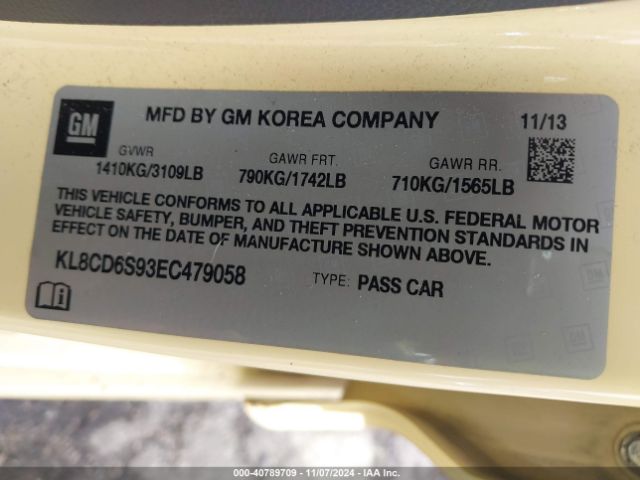 GM
MFD BY GM KOREA COMPANY
11/13
GVWR
GAWR FRT.
GAWR RR.
1410KG/3109LB
790KG/1742LB
710KG/1565LB
THIS VEHICLE CONFORMS TO ALL APPLICABLE U.S. FEDERAL MOTOR
VEHICLE SAFETY, BUMPER, AND THEFT PREVENTION STANDARDS IN
EFFECT ON THE DATE OF MANUFACTURE SHOWN ABOVE.
KL8CD6S93EC479058
TYPE: PASS CAR
000-40789709 - 11/07/2024 - IAA Inc.